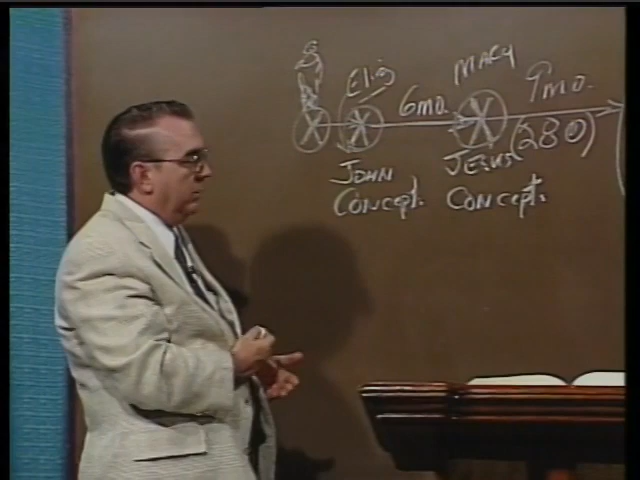 Eliz
6mo.
MARY
9mo.
(280)
JOHN
Concept.
JESUS
Concept.